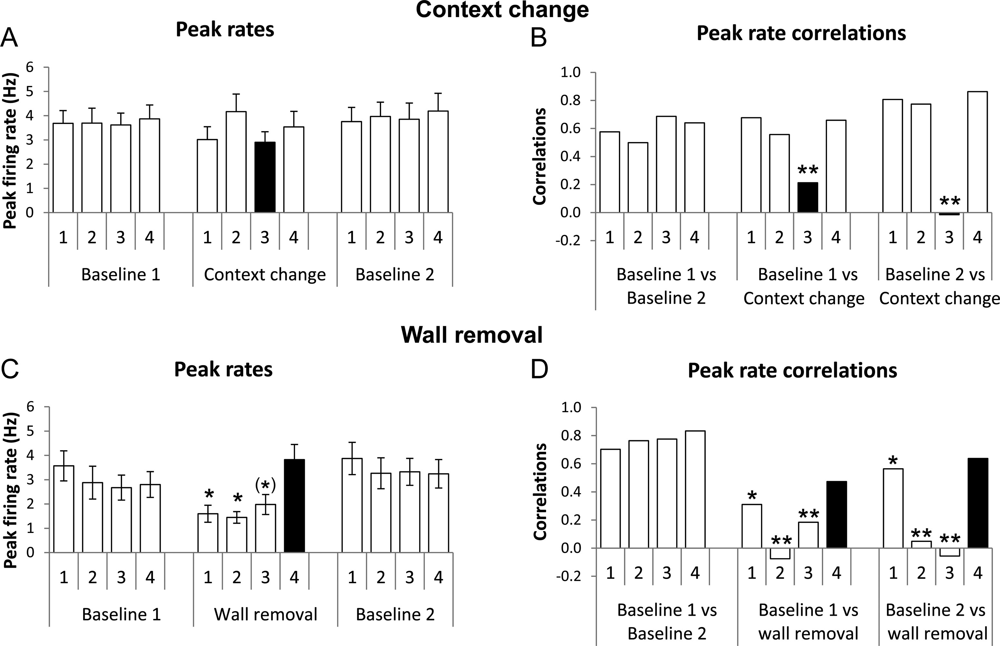 Context change
A
Peak rates
Peak firing rate (Hz)
6
5
4
3
2
1
0
1 2 3 4 1 2 3 4 1 2 3 4
Baseline 1 Context change Baseline 2
B
Peak rate correlations
Correlations
1.0
0.8
0.6
0.4
0.2
0.0
-0.2
**
**
1 2 3 4 1 2 3 4 1 2 3 4
Baseline 1 vs Baseline 1 vs Baseline 2 vs
Baseline 2 Context change Context change
Wall removal
C
Peak rates
Peak firing rate (Hz)
6
5
4
3
2
1
0
* * (*)
1 2 3 4 1 2 3 4 1 2 3 4
Baseline 1 Wall removal Baseline 2
D
Peak rate correlations
Correlations
1.0
0.8
0.6
0.4
0.2
0.0
-0.2
* ** ** * ** **
1 2 3 4 1 2 3 4 1 2 3 4
Baseline 1 vs Baseline 1 vs Baseline 2 vs
Baseline 2 wall removal wall removal